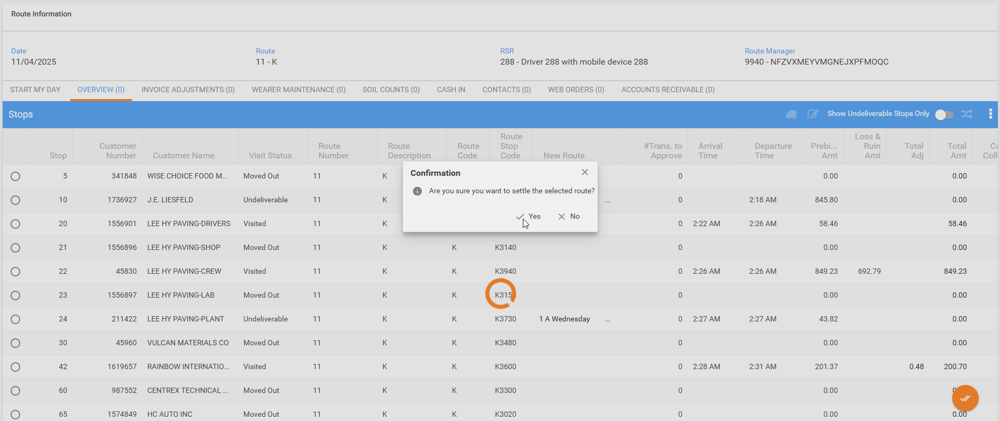 Route Information
Date Route RSR Route Manager
11/04/2025 11 - K 288 - Driver 288 with mobile device 288 9940 - NFZVXMEYVMGNEJXPFMOQC
START MY DAY OVERVIEW (0) INVOICE ADJUSTMENTS (0) WEARER MAINTENANCE (0) SOIL COUNTS (0) CASH IN CONTACTS (0) WEB ORDERS (0) ACCOUNTS RECEIVABLE (0)
Stops Show Undeliverable Stops Only
Stop Customer Number Customer Name Visit Status Route Number Route Description Route Code Route Stop Code New Route #Trans. to Approve Arrival Time Departure Time Prebi... Amt Loss & Ruin Amt Total Adj Total Amt
5 341848 WISE CHOICE FOOD M... Moved Out 11 K 0 0.00 0.00
10 1736927 J.E. LIESFELD Undeliverable 11 K ... 0 2:18 AM 845.80 0.00
20 1556901 LEE HY PAVING-DRIVERS Visited 11 K 0 2:22 AM 2:26 AM 58.46 58.46
Confirmation
Are you sure you want to settle the selected route?
Yes No
21 1556896 LEE HY PAVING-SHOP Moved Out 11 K K K3140 0 0.00 0.00
22 45830 LEE HY PAVING-CREW Visited 11 K K K3940 0 2:26 AM 2:26 AM 849.23 692.79 849.23
23 1556897 LEE HY PAVING-LAB Moved Out 11 K K 0 0.00 0.00
24 211422 LEE HY PAVING-PLANT Undeliverable 11 K K K3730 1 A Wednesday ... 0 2:27 AM 2:27 AM 43.82 0.00
30 45960 VULCAN MATERIALS CO Moved Out 11 K K K3480 0 0.00 0.00
42 1619657 RAINBOW INTERNATIO... Visited 11 K K K3600 0 2:28 AM 2:31 AM 201.37 0.48 200.70
60 987552 CENTREX TECHNICAL ... Moved Out 11 K K K3300 0 0.00
65 1574849 HC AUTO INC Moved Out 11 K K K3020 0 0.00 0.00